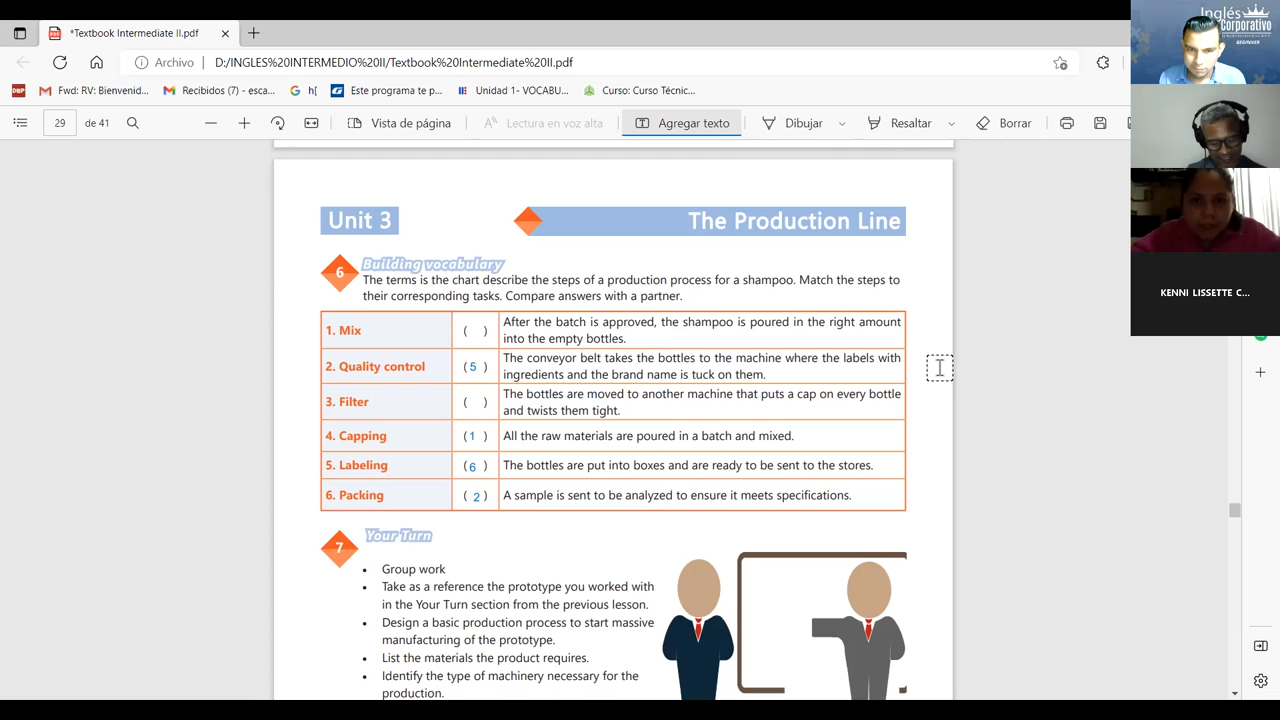 *Textbook Intermediate II.pdf
Inglés
Corporativo
BEGINNER
Archivo
D:/INGLES%20INTERMEDIO%20II/Textbook%20Intermediate%20II.pdf
Fwd: RV: Bienvenid...
Recibidos (7) - esca...
h[
Este programa te p...
Unidad 1- VOCABU...
Curso: Curso Técnic...
29 de 41
Vista de página
Lectura en voz alta
Agregar texto
Dibujar
Resaltar
Borrar
Unit 3
The Production Line
6
Building vocabulary
The terms is the chart describe the steps of a production process for a shampoo. Match the steps to
their corresponding tasks. Compare answers with a partner.
1. Mix ( ) After the batch is approved, the shampoo is poured in the right amount
into the empty bottles.
2. Quality control (5) The conveyor belt takes the bottles to the machine where the labels with
ingredients and the brand name is tuck on them.
3. Filter ( ) The bottles are moved to another machine that puts a cap on every bottle
and twists them tight.
4. Capping (1) All the raw materials are poured in a batch and mixed.
5. Labeling (6) The bottles are put into boxes and are ready to be sent to the stores.
6. Packing (2) A sample is sent to be analyzed to ensure it meets specifications.
7
Your Turn
• Group work
• Take as a reference the prototype you worked with
in the Your Turn section from the previous lesson.
• Design a basic production process to start massive
manufacturing of the prototype.
• List the materials the product requires.
• Identify the type of machinery necessary for the
production.
KENNI LISSETTE C...